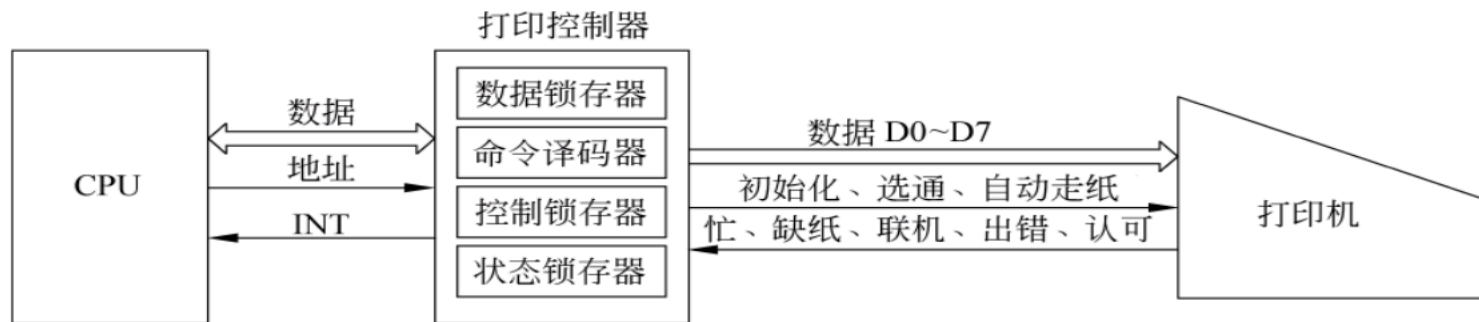 打印控制器
CPU
数据
地址
INT
数据锁存器
命令译码器
控制锁存器
状态锁存器
数据 D0~D7
初始化、选通、自动走纸
忙、缺纸、联机、出错、认可
打印机